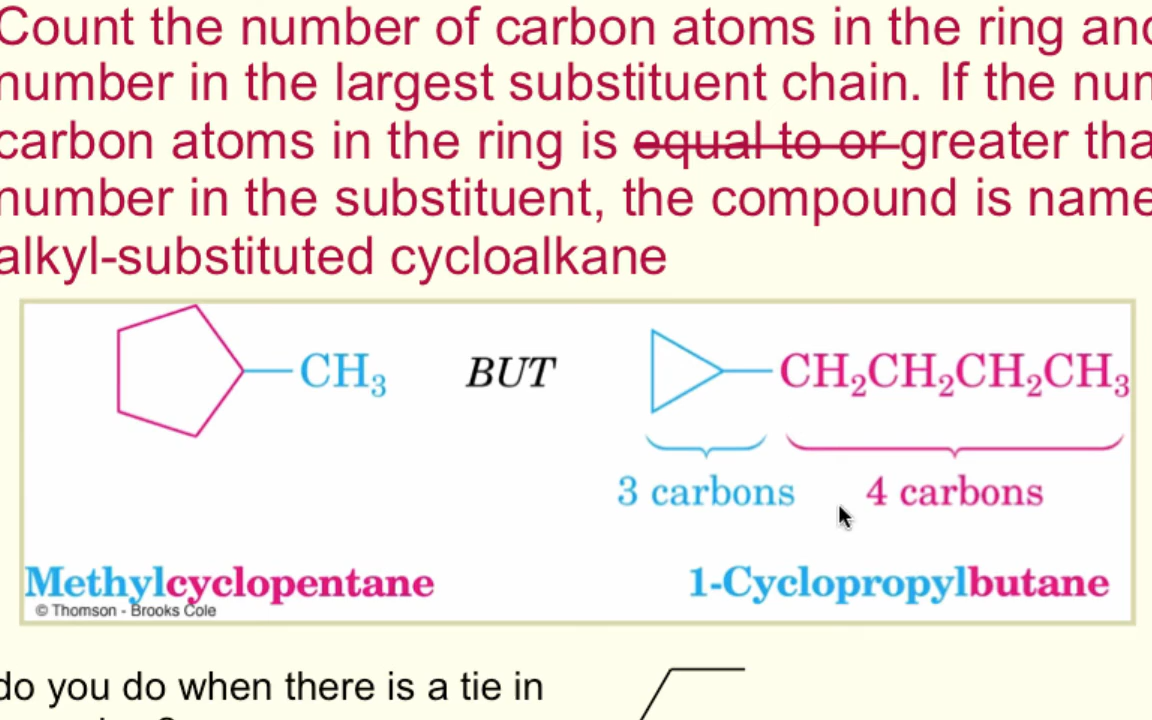 Count the number of carbon atoms in the ring and
number in the largest substituent chain. If the num
carbon atoms in the ring is equal to or greater tha
number in the substituent, the compound is name
alkyl-substituted cycloalkane
CH3 BUT CH2CH2CH2CH3
3 carbons 4 carbons
Methylcyclopentane 1-Cyclopropylbutane
© Thomson - Brooks Cole
do you do when there is a tie in